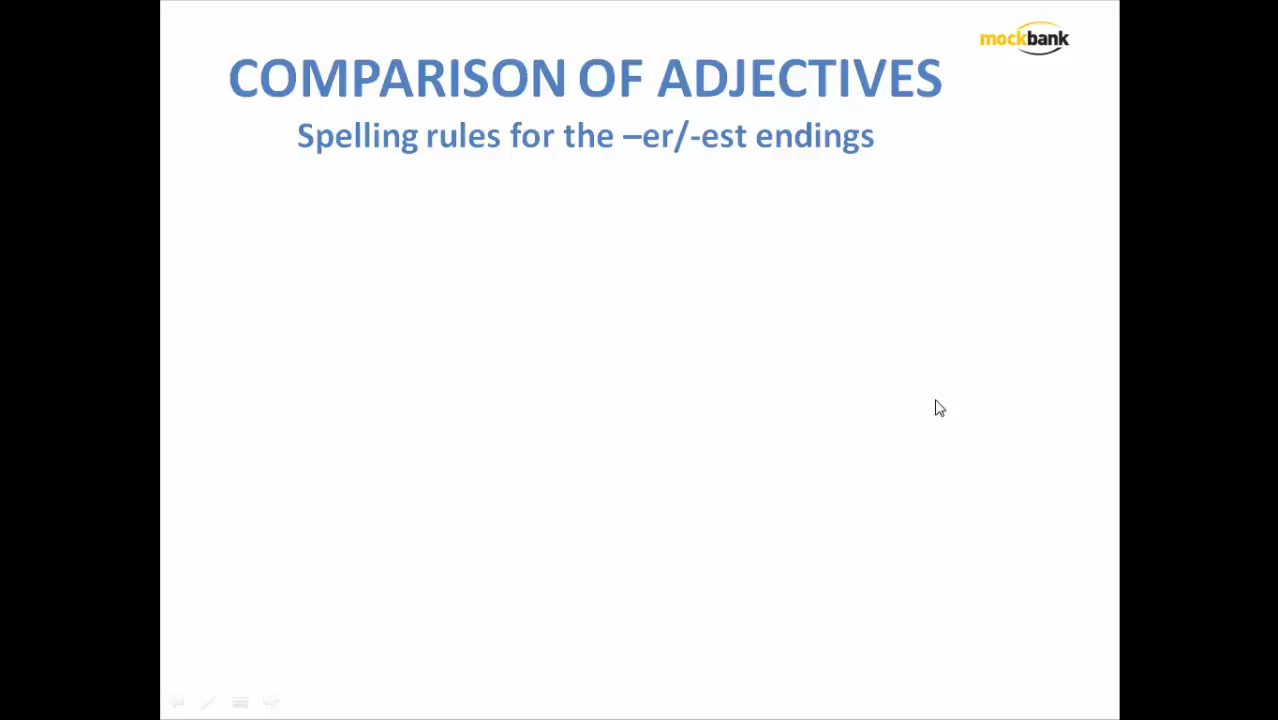 mockbank
COMPARISON OF ADJECTIVES
Spelling rules for the –er/-est endings